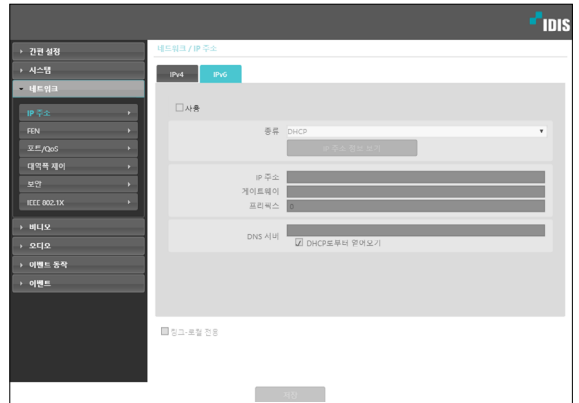 IDIS
간편 설정
시스템
네트워크
IP 주소
FEN
포트/QoS
대역폭 제어
보안
IEEE 802.1X
비디오
오디오
이벤트 동작
이벤트
네트워크 / IP 주소
IPv4 IPv6
사용
종류 DHCP
IP 주소 정보 보기
IP 주소
게이트웨이
프리픽스 0
DNS 서버
DHCP로부터 얻어오기
링크-로컬 전용
저장